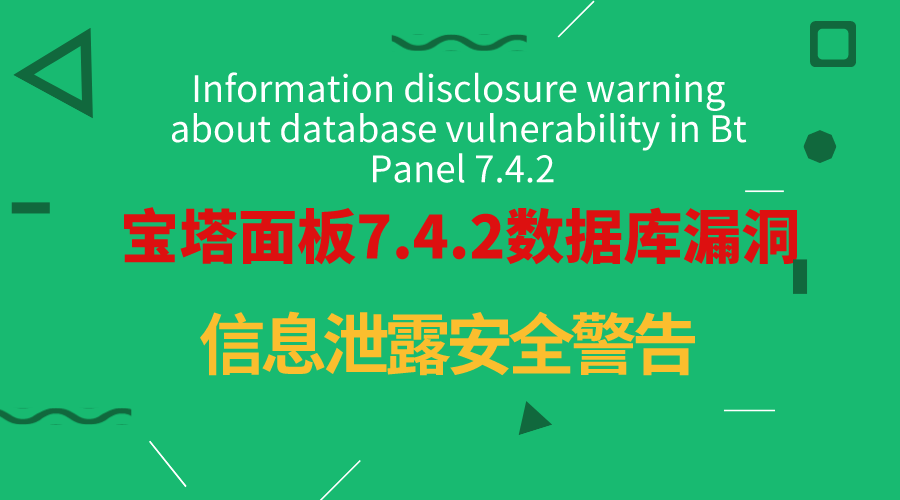 Information disclosure warning
about database vulnerability in Bt
Panel 7.4.2
宝塔面板7.4.2数据库漏洞
信息泄露安全警告